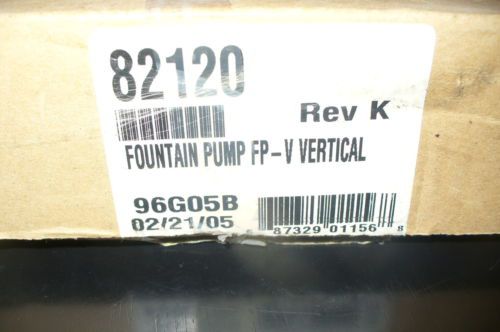 82120
Rev K
FOUNTAIN PUMP FP-V VERTICAL
96G05B
02/21/05
87329 01156 8